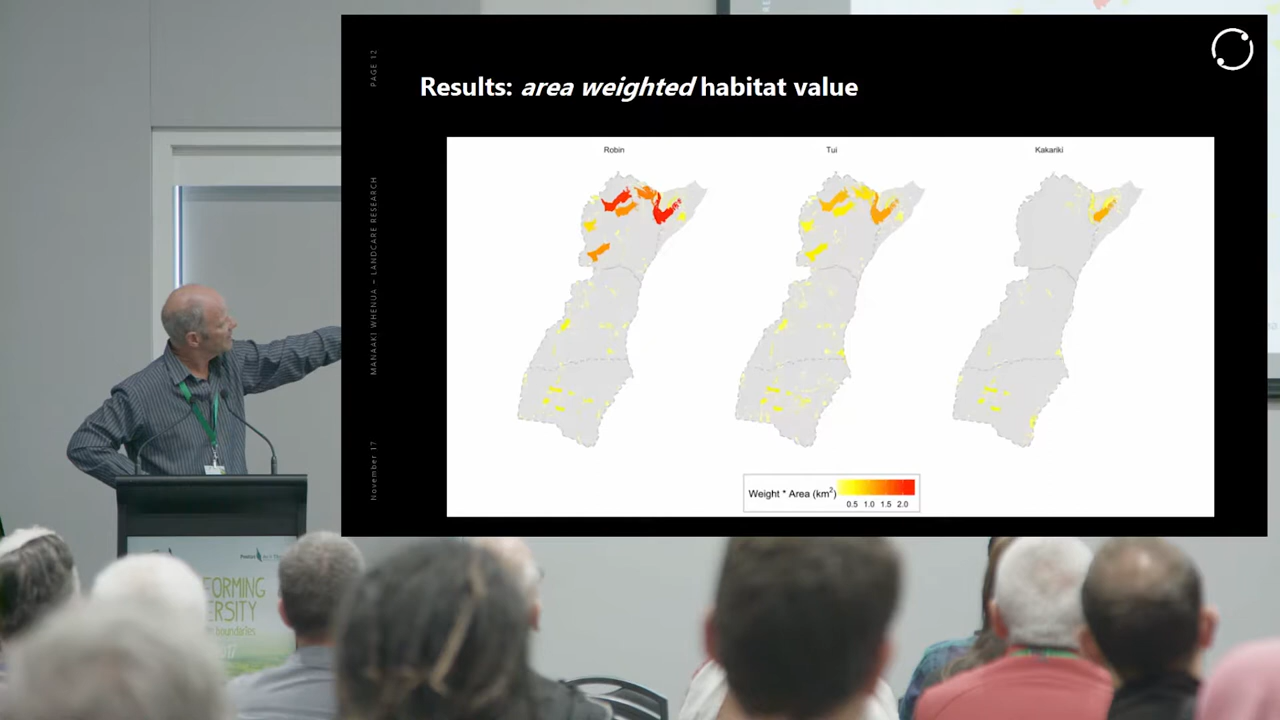 PAGE 12
Results: area weighted habitat value
MANAAKI WHENUA – LANDCARE RESEARCH
November 17
Robin
Tui
Kakariki
Weight * Area (km²)
0.5 1.0 1.5 2.0
FORMING
ERSITY
boundaries
17